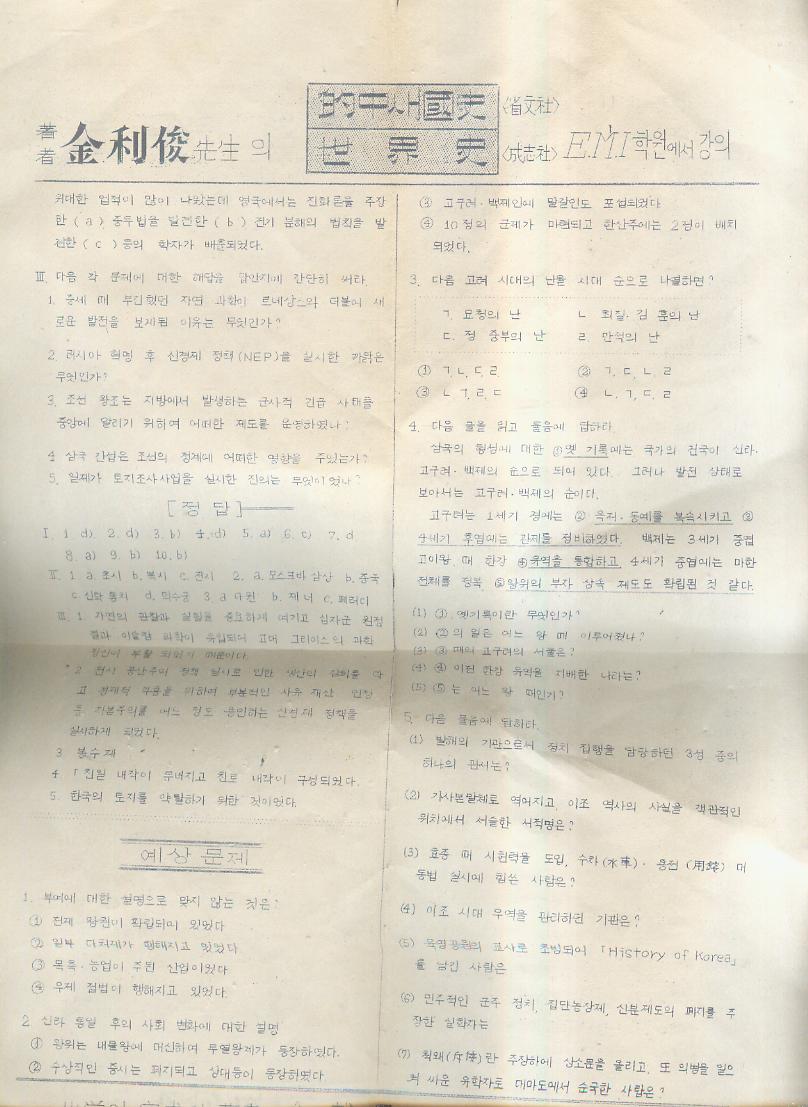 著者 金利俊 先生의
的中새國史 〈省文社〉
世界史 〈成志社〉 E.M.I 학원에서 강의
위대한 업적이 많이 나왔는데 영국에서는 진화론을 주장
한 ( a ) 종두법을 발견한 ( b ) 전기 분해의 법칙을 발
견한 ( c ) 등의 학자가 배출되었다.
Ⅲ. 다음 각 문제에 대한 해답을 답안지에 간단히 써라.
1. 중세 때 부진했던 자연 과학이 르네상스와 더불어 새
로운 발전을 보게된 이유는 무엇인가?
2. 러시아 혁명 후 신경제 정책(NEP)을 실시한 까닭은
무엇인가?
3. 조선 왕조는 지방에서 발생하는 군사적 긴급 사태를
중앙에 알리기 위하여 어떠한 제도를 운영하였나?
4. 삼국 간섭은 조선의 정계에 어떠한 영향을 주었는가?
5. 일제가 토지조사사업을 실시한 진의는 무엇이었나?
[정 답]
Ⅰ. 1. d). 2. d) 3. b) 4. (d) 5. a) 6. c) 7. d
8. a) 9. b) 10. b)
Ⅱ. 1. a. 초시 b. 복시 c. 전시 2. a. 모스크바 삼상 b. 중국
c. 신탁 통치 d. 덕수궁 3. a 다윈 b. 제너 c. 페러디
Ⅲ. 1. 자연의 관찰과 실험을 중요하게 여기고 십자군 원정
결과 이슬람 과학이 유입되어 고대 그리이스의 과학
정신이 부활 되었기 때문이다.
2. 전시 공산주의 정책 실시로 인한 생산의 감퇴를 막
고 경제적 부흥을 위하여 부분적인 사유 재산 인정
등 자본주의를 어느 정도 용인하는 신경제 정책을
실시하게 되었다.
3. 봉수제
4. 「친일 내각이 무너지고 친로 내각이 구성되었다.
5. 한국의 토지를 약탈하기 위한 것이었다.
예상문제
1. 부여에 대한 설명으로 맞지 않는 것은?
① 전제 왕권이 확립되어 있었다
② 일부 다처제가 행해지고 있었다
③ 목축·농업이 주된 산업이었다
④ 우제 점법이 행해지고 있었다.
2. 신라 통일 후의 사회 변화에 대한 설명
① 왕위는 내물왕에 대신하여 무열왕계가 등장하였다.
② 수상적인 중시는 폐지되고 상대등이 등장하였다
③ 고구려·백제인에 말갈인도 포섭되었다
④ 10정의 군제가 마련되고 한산주에는 2정이 배치
되었다.
3. 다음 고려 시대의 난을 시대 순으로 나열하면?
ㄱ. 묘청의 난 ㄴ. 최질·김 훈의 난
ㄷ. 정 중부의 난 ㄹ. 만적의 난
① ㄱ, ㄴ, ㄷ, ㄹ ② ㄱ, ㄷ, ㄴ, ㄹ
③ ㄴ, ㄱ, ㄹ, ㄷ ④ ㄴ, ㄱ, ㄷ, ㄹ
4. 다음 글을 읽고 물음에 답하라.
삼국의 형성에 대한 ①옛 기록에는 국가의 건국이 신라·
고구려·백제의 순으로 되어 있다. 그러나 발전 상태로
보아서는 고구려·백제의 순이다.
고구려는 1세기 경에는 ② 옥저·동예를 복속시키고 ③
4세기 후엽에는 관제를 정비하였다. 백제는 3세기 중엽
고이왕 때 한강 ④유역을 통합하고 4세기 중엽에는 마한
전체를 정복 ⑤왕위의 부자 상속 제도도 확립된 것 같다.
(1) ①. 옛기록이란 무엇인가?
(2) ②의 일은 어느 왕 때 이루어졌나?
(3) ③ 때의 고구려의 서울은?
(4) ④ 이전 한강 유역을 지배한 나라는?
(5) ⑤는 어느 왕 때인가?
5. 다음 물음에 답하라.
(1) 발해의 기관으로써 정치 집행을 담당하던 3성 중의
하나의 관서는?
(2) 가사본말체로 엮어지고, 이조 역사의 사실을 객관적인
위치에서 서술한 서적명은?
(3) 효종 때 시헌력을 도입, 수차(水車)·용전(用錢) 대
동법 실시에 힘쓴 사람은?
(4) 이조 시대 무역을 관리하던 기관은?
(5) 육영공원의 교사로 초빙되어 「History of Korea」
를 남긴 사람은
(6) 민주적인 군주 정치, 집단농장제, 신분제도의 폐지를 주
장한 실학자는
(7) 척왜(斥倭)란 주장하에 상소문을 올리고, 또 의병을 일으
켜 싸운 유학자로 대마도에서 순국한 사람은?